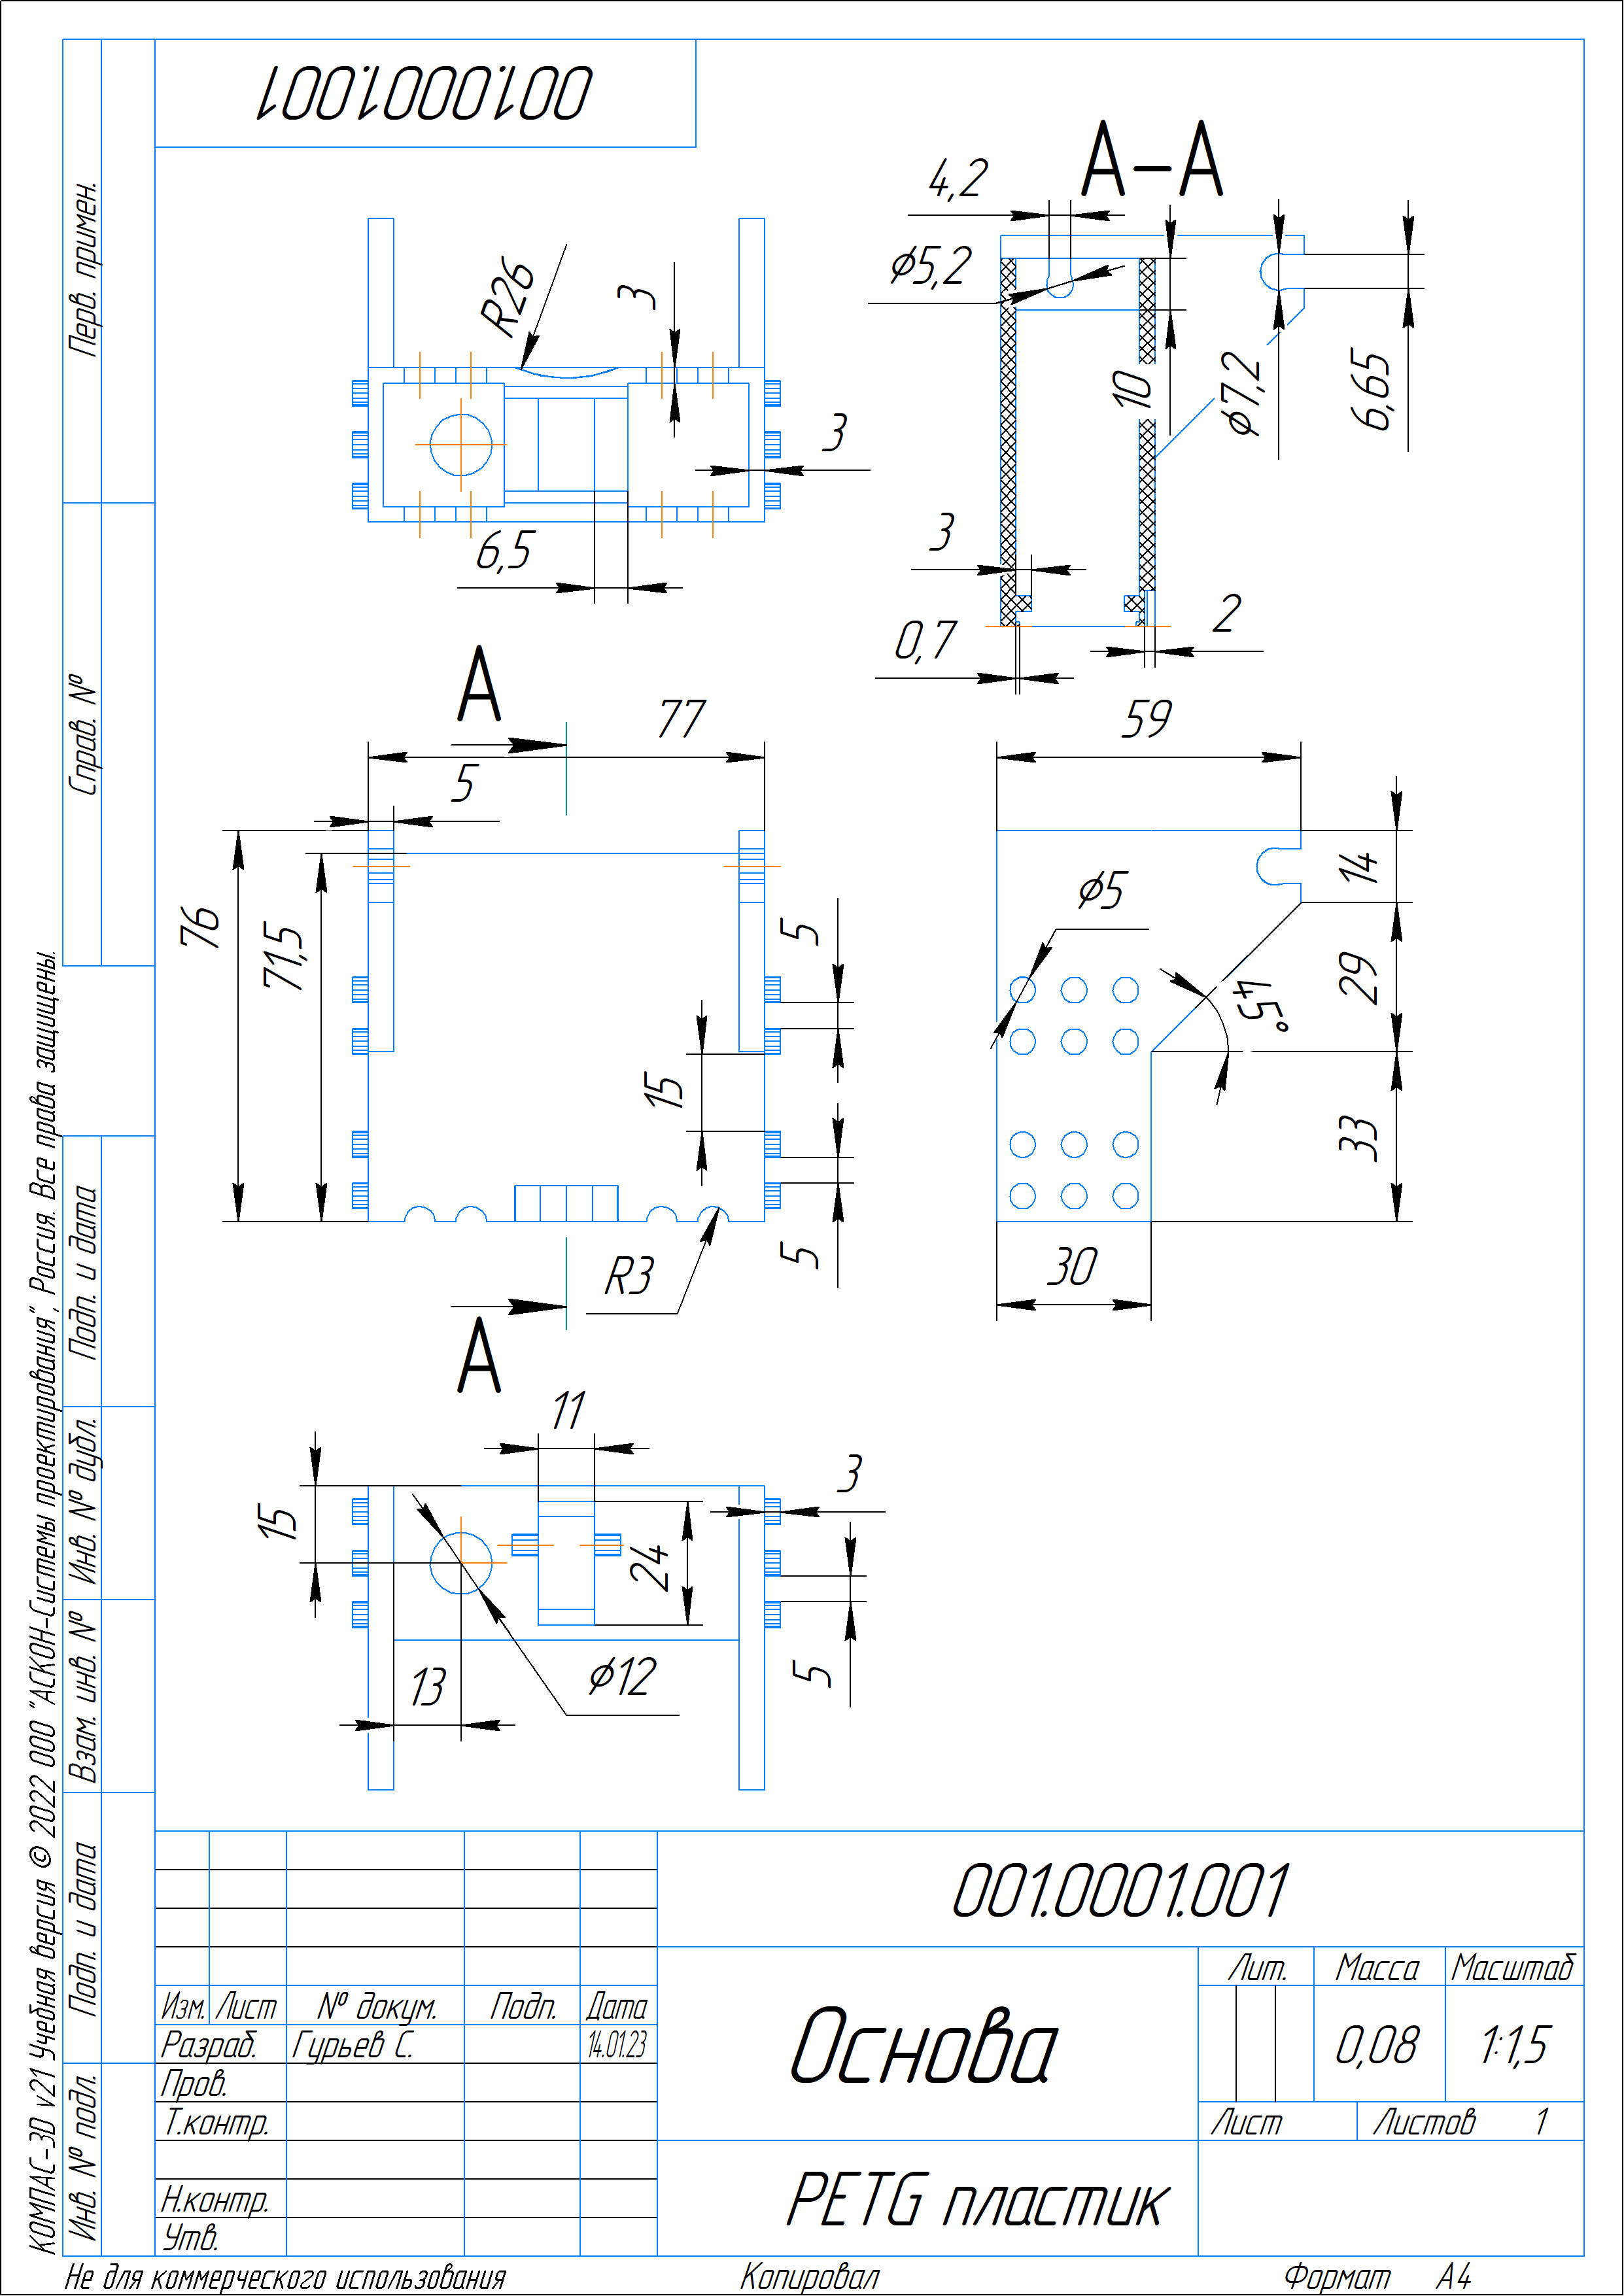 001.0001.001
А-А
4,2
⌀5,2
10
⌀7,2
6,65
3
0,7
2
R26
3
3
6,5
А
77
5
76
71,5
5
15
5
5
R3
А
59
⌀5
14
29
45°
33
30
11
15
24
3
5
13
⌀12
Перв. примен.
Справ. №
Подп. и дата
Инв. № дубл.
Взам. инв. №
Подп. и дата
Инв. № подл.
КОМПАС-3D v21 Учебная версия © 2022 ООО "АСКОН-Системы проектирования", Россия. Все права защищены.
001.0001.001
Изм. Лист № докум. Подп. Дата
Разраб. Гурьев С. 14.01.23
Пров.
Т.контр.
Н.контр.
Утв.
Основа
Лит. Масса Масштаб
0,08 1:1,5
Лист Листов 1
PETG пластик
Не для коммерческого использования Копировал Формат А4